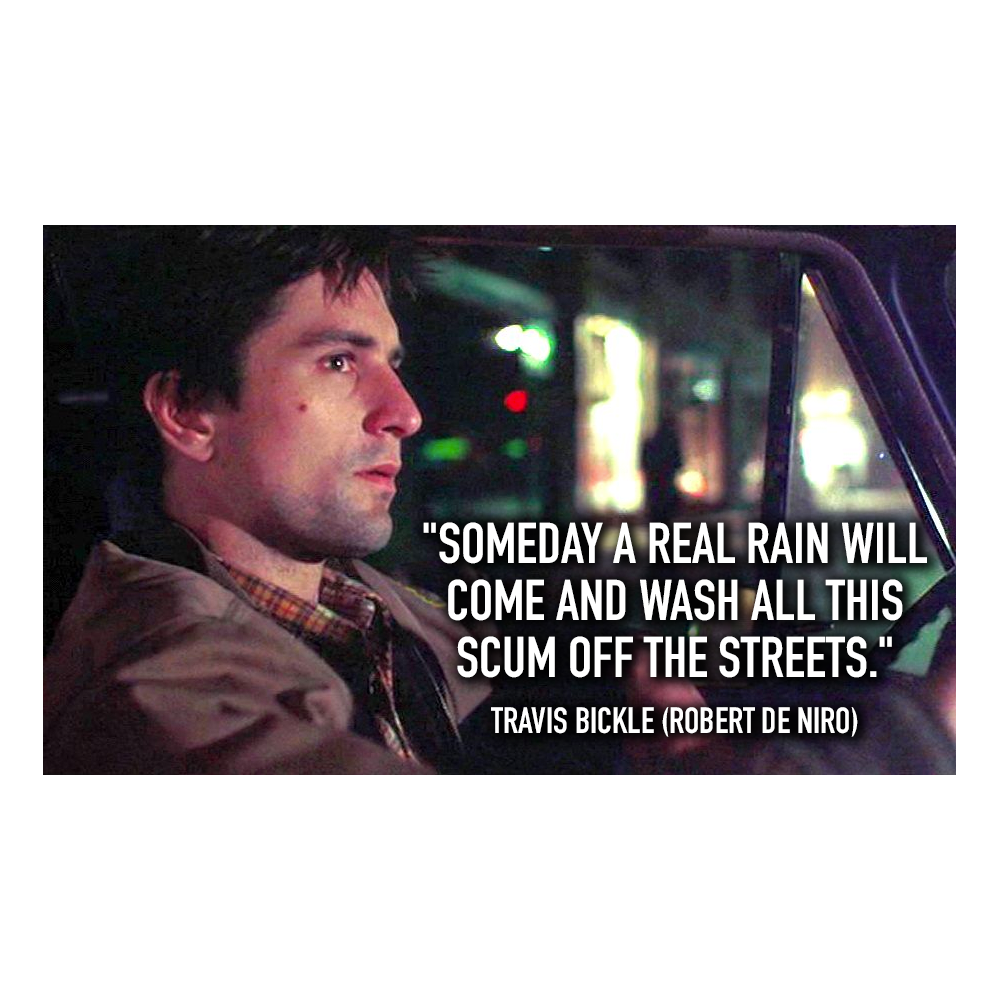 "SOMEDAY A REAL RAIN WILL
COME AND WASH ALL THIS
SCUM OFF THE STREETS."
TRAVIS BICKLE (ROBERT DE NIRO)